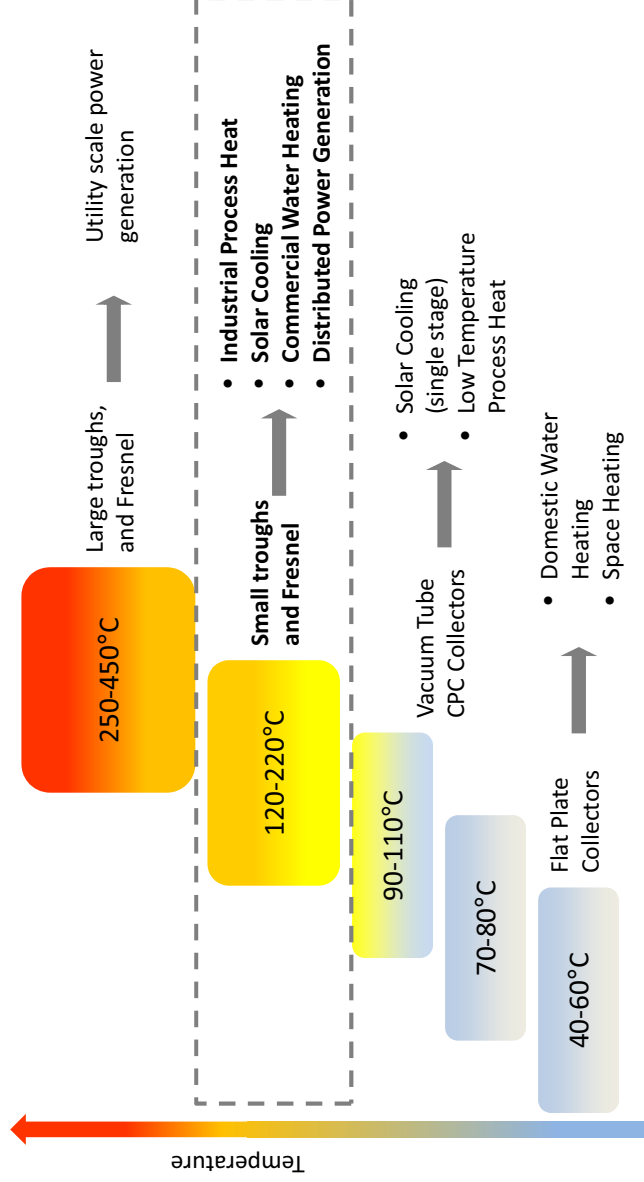 Temperature
250-450°C
Large troughs,
and Fresnel
Utility scale power
generation
120-220°C
Small troughs
and Fresnel
• Industrial Process Heat
• Solar Cooling
• Commercial Water Heating
• Distributed Power Generation
90-110°C
Vacuum Tube
CPC Collectors
• Solar Cooling
(single stage)
• Low Temperature
Process Heat
70-80°C
40-60°C
Flat Plate
Collectors
• Domestic Water
Heating
• Space Heating